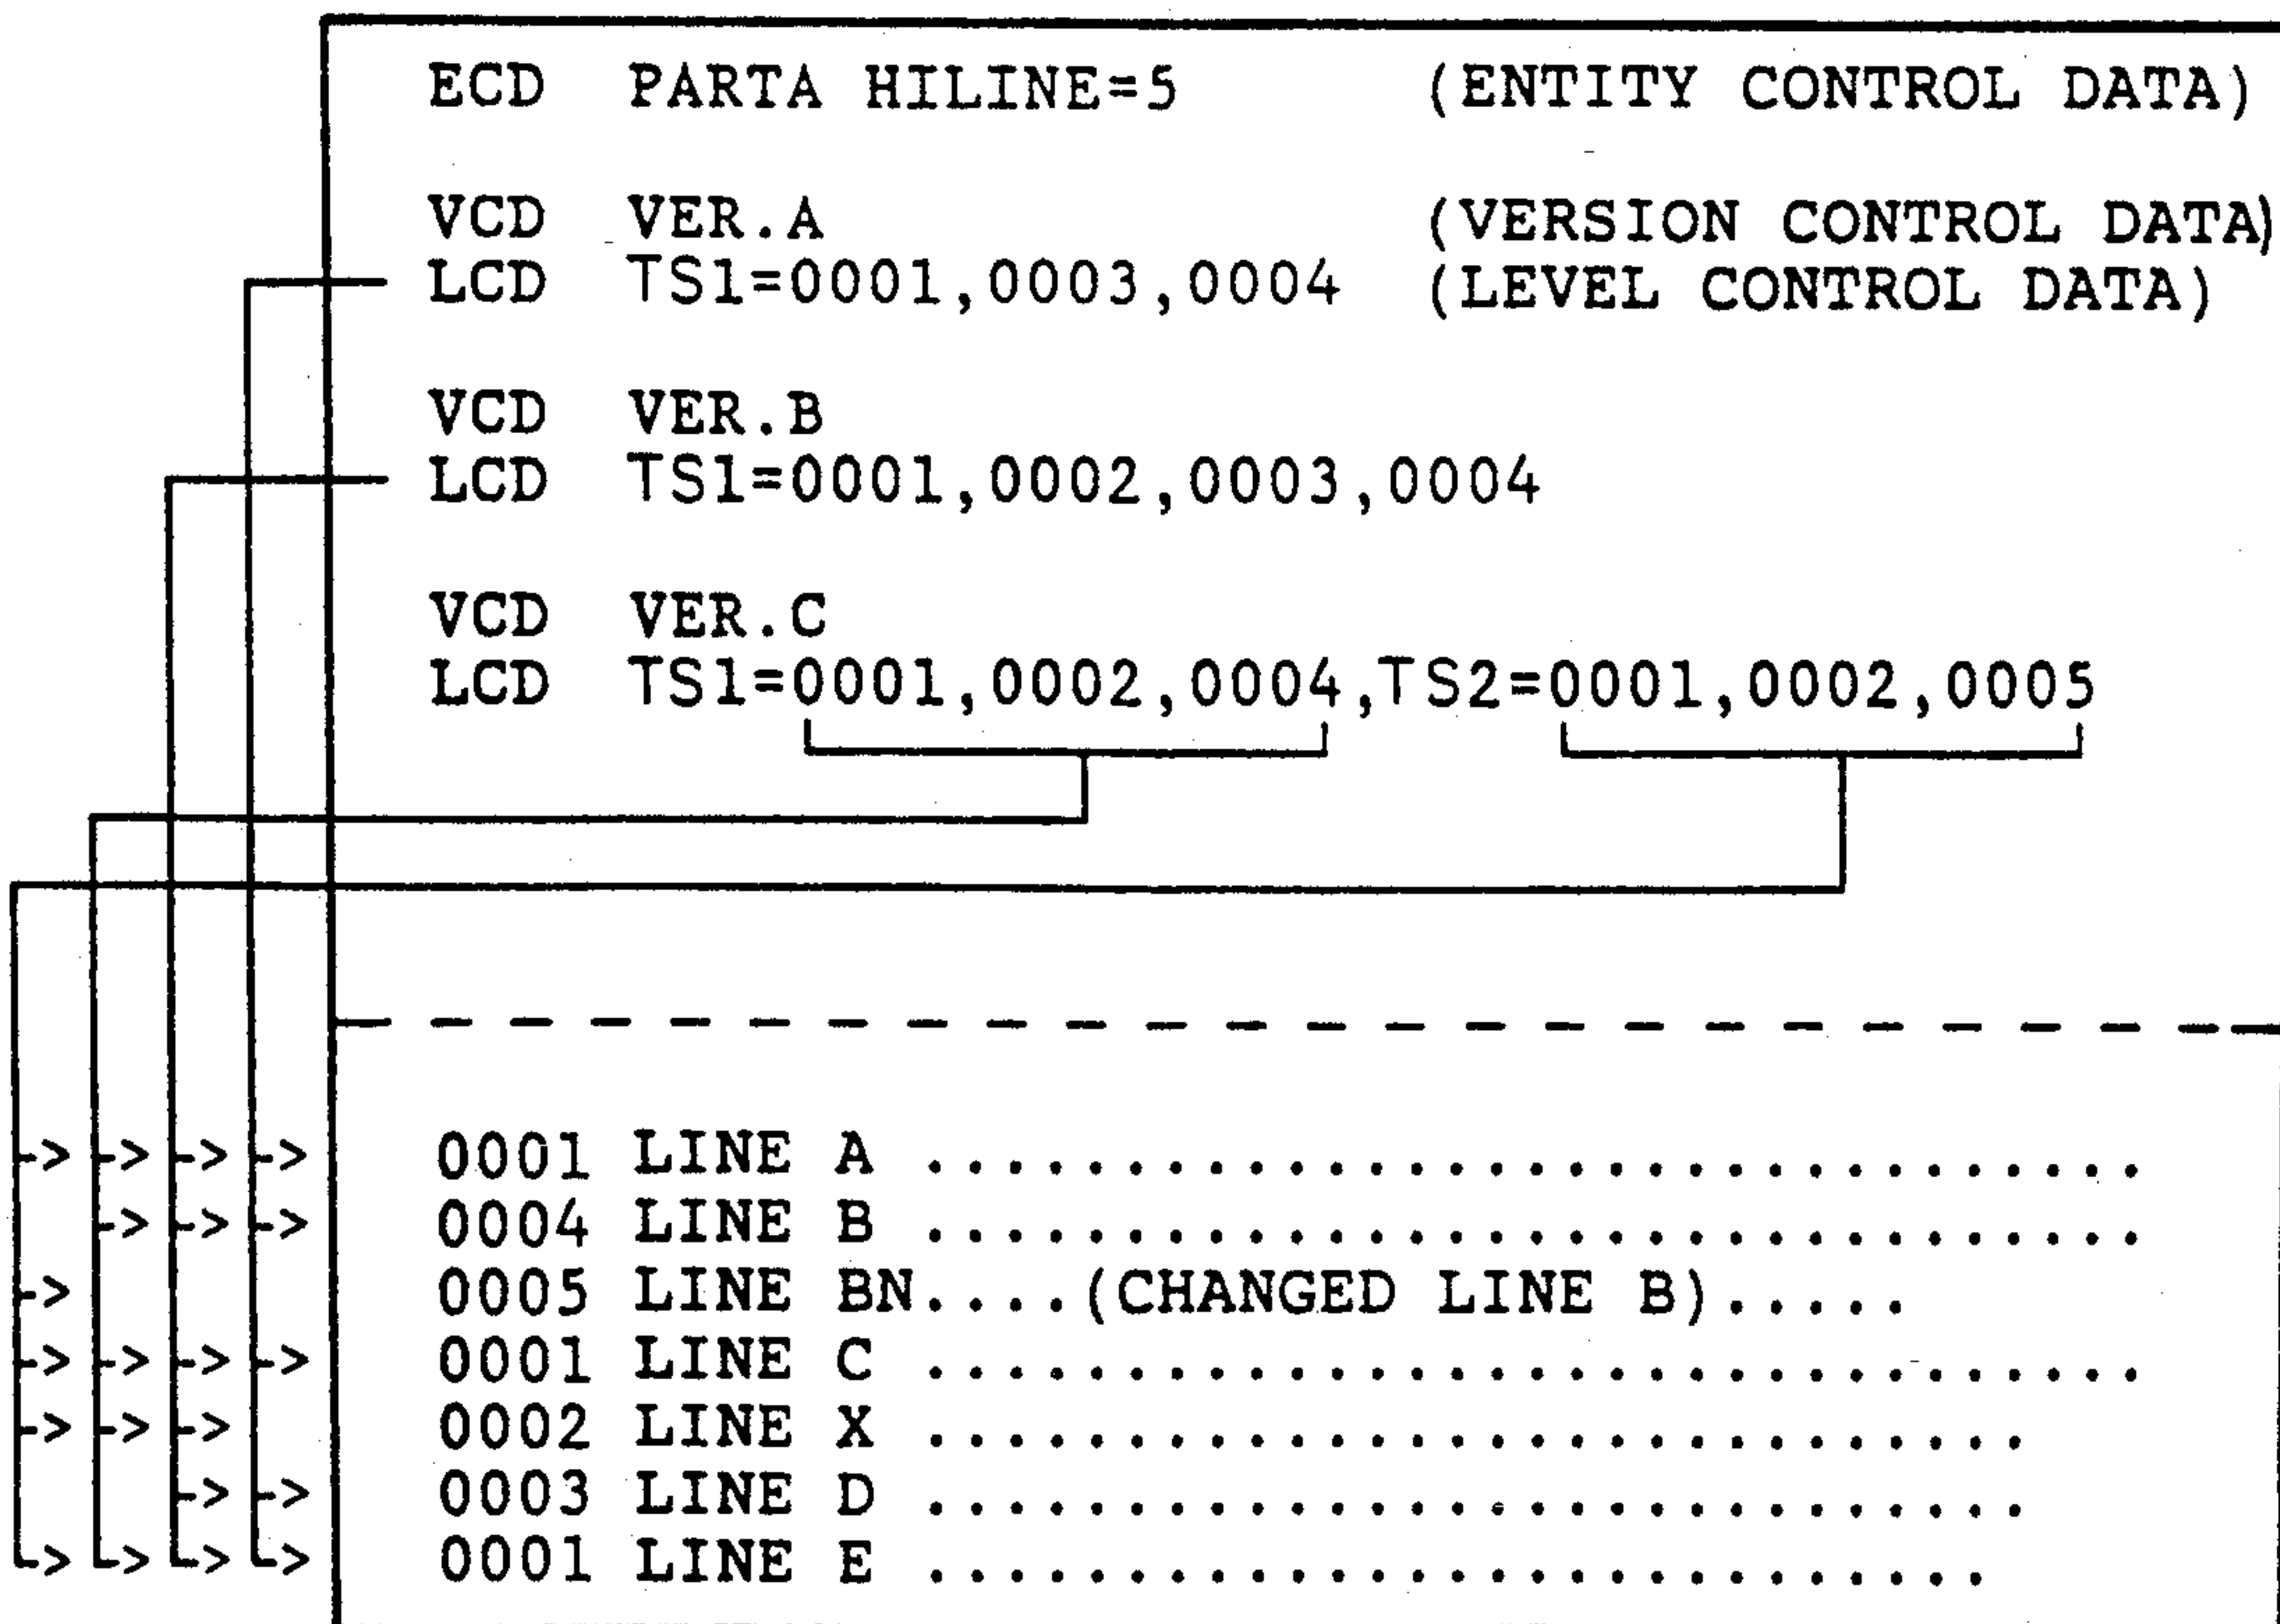 ECD PARTA HILINE=5 (ENTITY CONTROL DATA)
VCD VER.A (VERSION CONTROL DATA)
LCD TS1=0001,0003,0004 (LEVEL CONTROL DATA)
VCD VER.B
LCD TS1=0001,0002,0003,0004
VCD VER.C
LCD TS1=0001,0002,0004,TS2=0001,0002,0005
-> -> -> -> 0001 LINE A ...............................
-> -> -> 0004 LINE B ...............................
-> 0005 LINE BN....(CHANGED LINE B).....
-> -> -> -> 0001 LINE C ...............................
-> -> -> 0002 LINE X ............................
-> -> 0003 LINE D ............................
-> -> -> -> 0001 LINE E ...........................